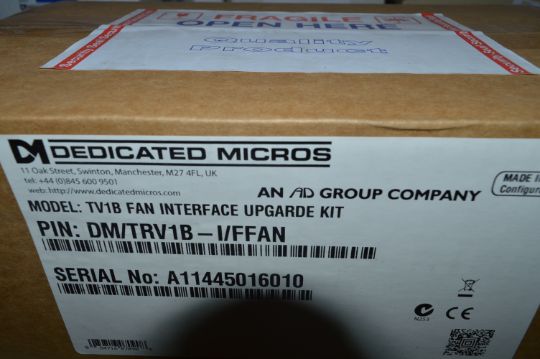 FRAGILE
OPEN HERE
Quality
Product
DM DEDICATED MICROS
11 Oak Street, Swinton, Manchester, M27 4FL, UK
tel: +44 (0)845 600 9501
web: http://www.dedicatedmicros.com
AN AD GROUP COMPANY
MADE IN
Configur
MODEL: TV1B FAN INTERFACE UPGARDE KIT
PIN: DM/TRV1B-I/FFAN
SERIAL No: A11445016010
CE